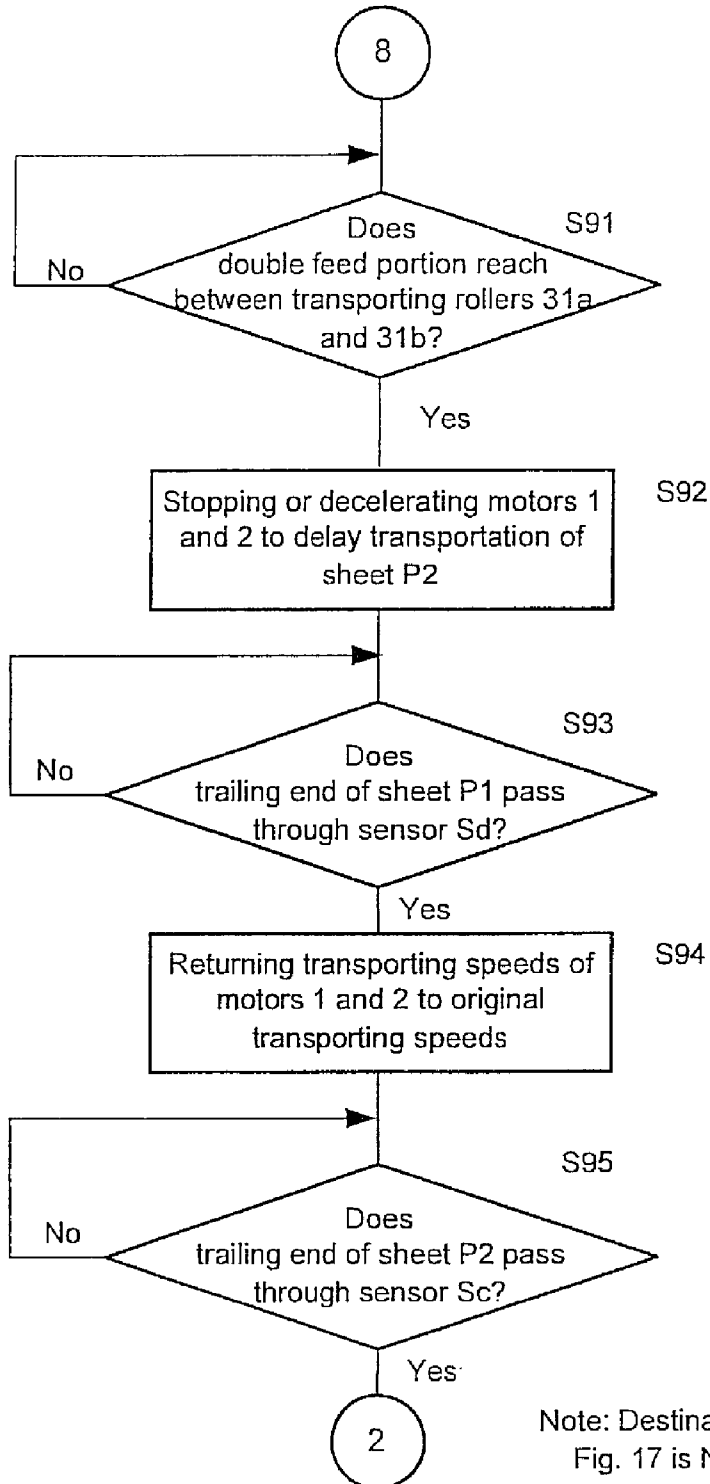 8
S91
Does
double feed portion reach
between transporting rollers 31a
and 31b?
No
Yes
S92
Stopping or decelerating motors 1
and 2 to delay transportation of
sheet P2
S93
Does
trailing end of sheet P1 pass
through sensor Sd?
No
Yes
S94
Returning transporting speeds of
motors 1 and 2 to original
transporting speeds
S95
Does
trailing end of sheet P2 pass
through sensor Sc?
No
Yes
2
Note:
Fig. 17 is